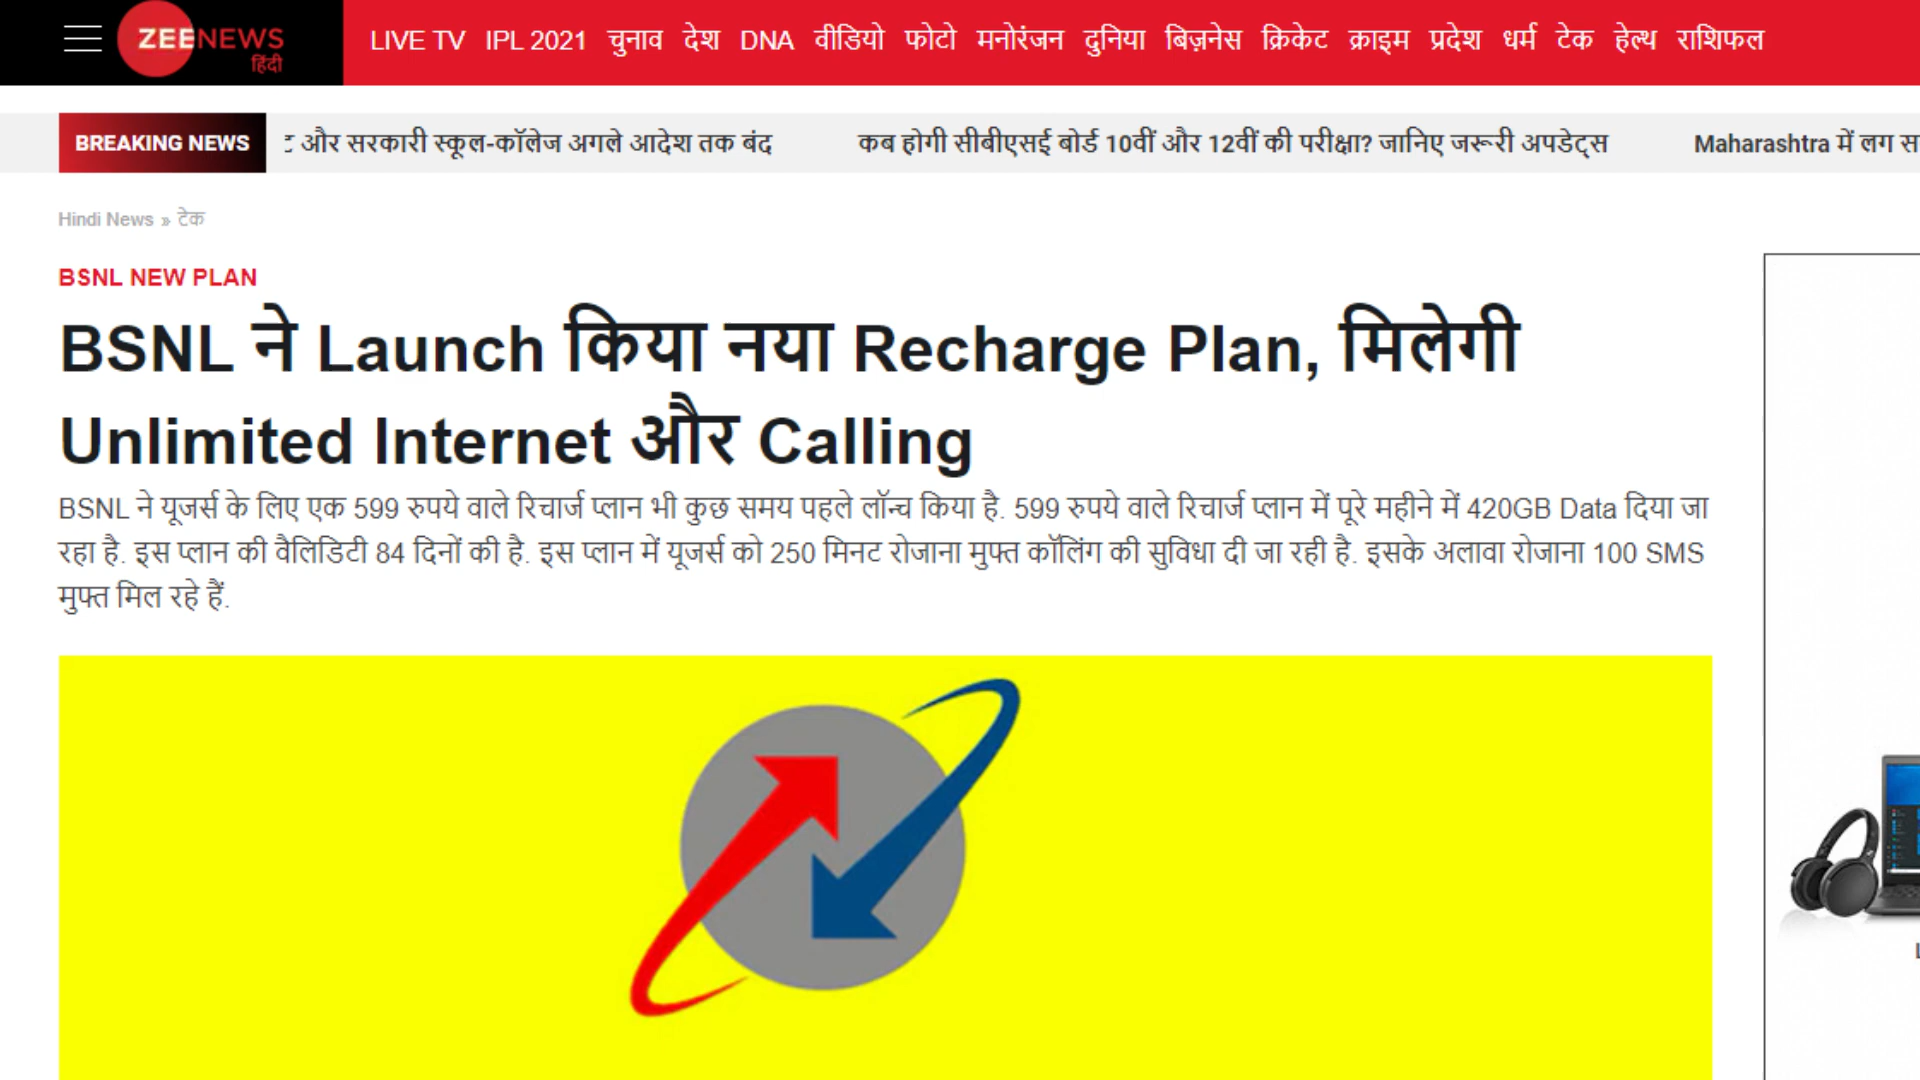 ZEENEWS
हिंदी
LIVE TV IPL 2021 चुनाव देश DNA वीडियो फोटो मनोरंजन दुनिया बिज़नेस क्रिकेट क्राइम प्रदेश धर्म टेक हेल्थ राशिफल
BREAKING NEWS और सरकारी स्कूल-कॉलेज अगले आदेश तक बंद कब होगी सीबीएसई बोर्ड 10वीं और 12वीं की परीक्षा? जानिए जरूरी अपडेट्स Maharashtra में लग
Hindi News » टेक
BSNL NEW PLAN
BSNL ने Launch किया नया Recharge Plan, मिलेगी
Unlimited Internet और Calling
BSNL ने यूजर्स के लिए एक 599 रुपये वाले रिचार्ज प्लान भी कुछ समय पहले लॉन्च किया है. 599 रुपये वाले रिचार्ज प्लान में पूरे महीने में 420GB Data दिया जा
रहा है. इस प्लान की वैलिडिटी 84 दिनों की है. इस प्लान में यूजर्स को 250 मिनट रोजाना मुफ्त कॉलिंग की सुविधा दी जा रही है. इसके अलावा रोजाना 100 SMS
मुफ्त मिल रहे हैं.